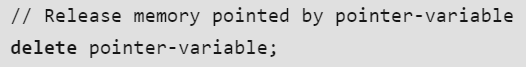 // Release memory pointed by pointer-variable
delete pointer-variable;